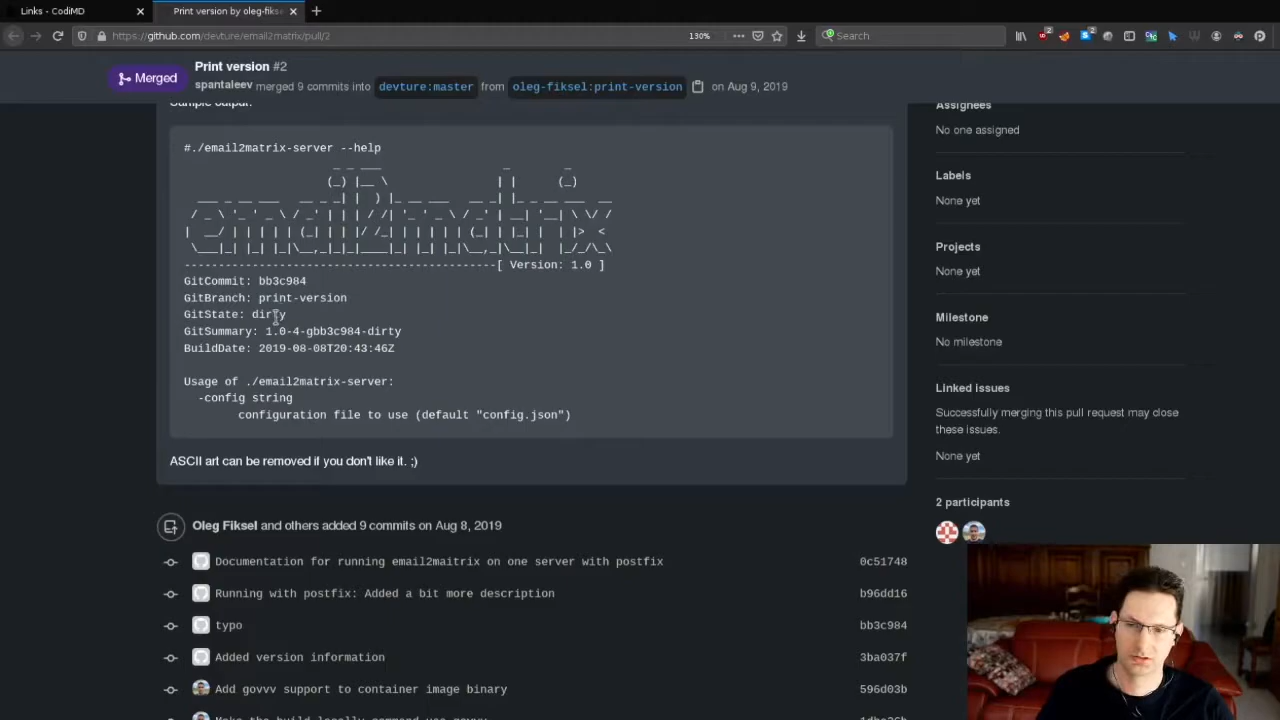 Links - CodiMD
Print version by oleg-fikse
https://github.com/devture/email2matrix/pull/2
130%
Search
Merged
Print version #2
spantaleev merged 9 commits into devture:master from oleg-fiksel:print-version on Aug 9, 2019
Sample output:
#./email2matrix-server --help
---------------------------------------------[ Version: 1.0 ]
GitCommit: bb3c984
GitBranch: print-version
GitState: dirty
GitSummary: 1.0-4-gbb3c984-dirty
BuildDate: 2019-08-08T20:43:46Z
Usage of ./email2matrix-server:
-config string
configuration file to use (default "config.json")
ASCII art can be removed if you don't like it. ;)
Oleg Fiksel and others added 9 commits on Aug 8, 2019
Documentation for running email2maitrix on one server with postfix 0c51748
Running with postfix: Added a bit more description b96dd16
typo bb3c984
Added version information 3ba037f
Add govvv support to container image binary 596d03b
Assignees
No one assigned
Labels
None yet
Projects
None yet
Milestone
No milestone
Linked issues
Successfully merging this pull request may close
these issues.
None yet
2 participants